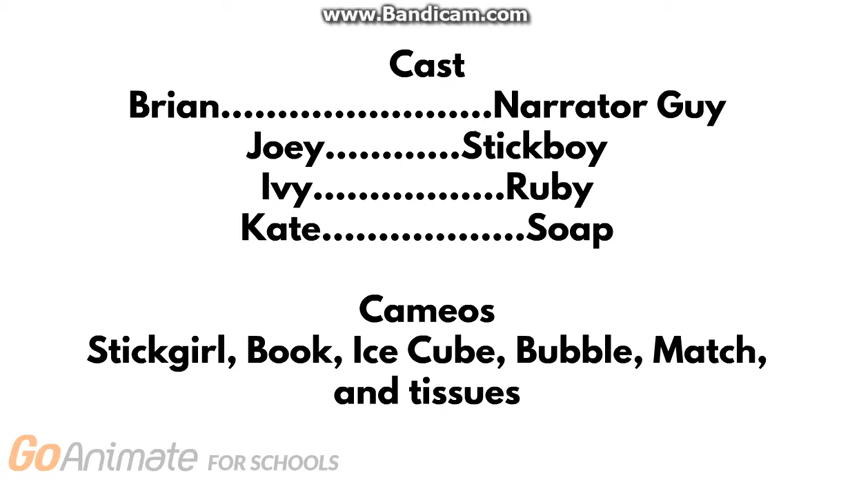 www.Bandicam.com
Cast
Brian........................Narrator Guy
Joey............Stickboy
Ivy.................Ruby
Kate..................Soap
Cameos
Stickgirl, Book, Ice Cube, Bubble, Match,
and tissues
GoAnimate FOR SCHOOLS